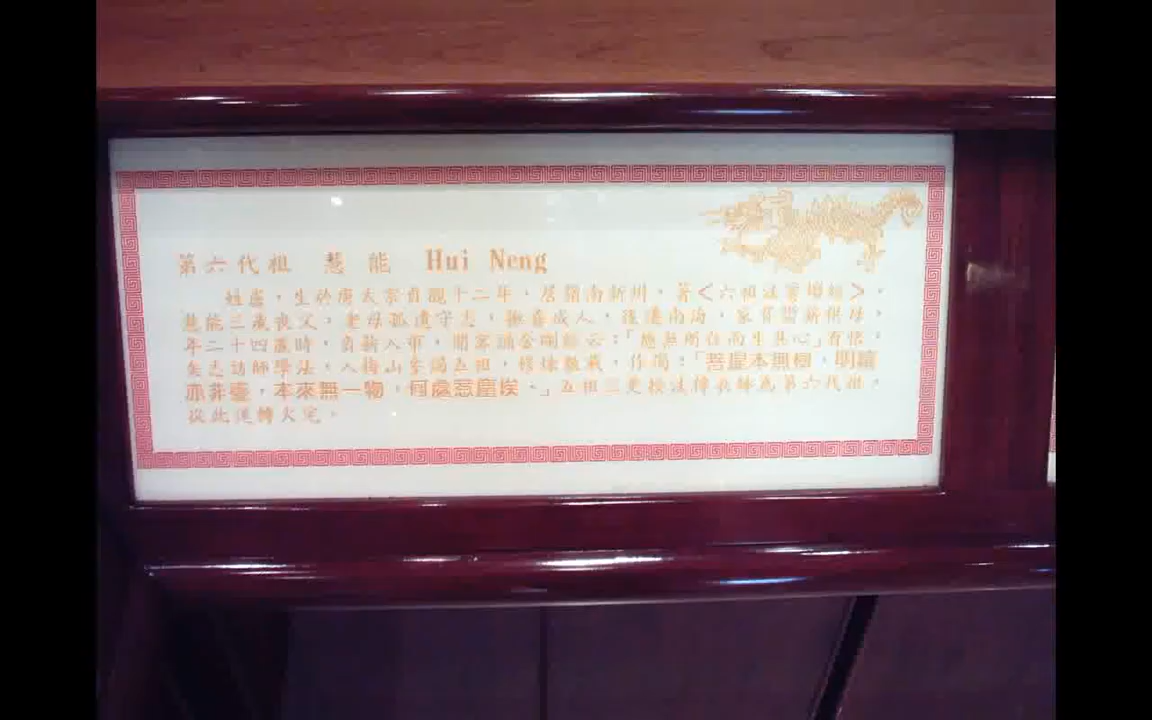 第六代祖 慧能 Hui Neng
姓盧,生於唐太宗貞觀十二年,居嶺南新州,著<六祖法寶壇經>。
慧能三歲喪父,老母孤遺守志,撫養成人,後遷南海,家貧鬻薪供母,
年二十四歲時,負薪入市,聞客誦金剛經云:「應無所住而生其心」有悟,
矢志訪師學法,入梅山參謁五祖,修怺數載,作偈:「菩提本無樹,明鏡
亦非臺,本來無一物,何處惹塵埃。」五祖三更授法傳衣缽為第六代祖,
從此運轉大荒。